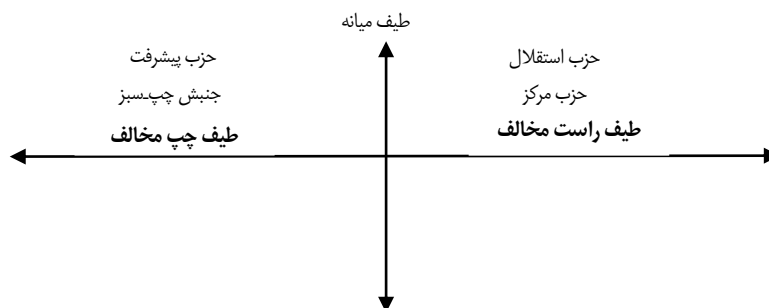 طیف میانه
حزب استقلال
حزب مرکز
طیف راست مخالف
حزب پیشرفت
جنبش چپ‌سبز
طیف چپ مخالف